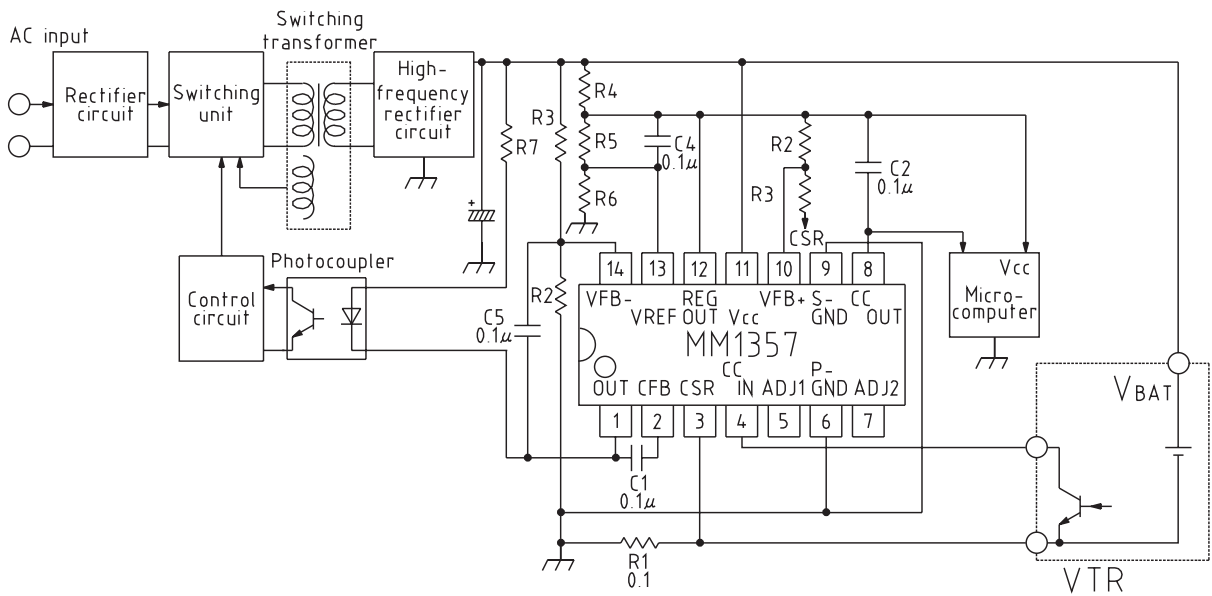 AC input
Switching
transformer
Rectifier
circuit
Switching
unit
High-
frequency
rectifier
circuit
R7
R3
R4
R5
R6
C4
0.1μ
R2
R3
CSR
C2
0.1μ
+
Photocoupler
Control
circuit
R2
C5
0.1μ
14
13
12
11
10
9
8
VFB-
VREF
REG
OUT
Vcc
VFB+
S-
GND
CC
OUT
MM1357
OUT
CFB
CSR
CC
IN
ADJ1
P-
GND
ADJ2
1
2
3
4
5
6
7
C1
0.1μ
R1
0.1
Vcc
Micro-
computer
VBAT
VTR